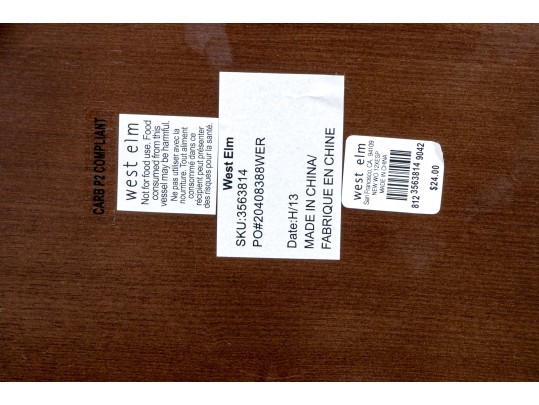 CARB P2 COMPLIANT
west elm
Not for food use. Food
consumed from this
vessel may be harmful.
Ne pas utiliser avec la
nourriture. Tout aliment
consommé dans ce
récipient peut présenter
des risques pour la santé.
West Elm
SKU:3563814
PO#20408388WER
Date:H/13
MADE IN CHINA/
FABRIQUE EN CHINE
west elm
San Francisco, CA, 94109
NEW WO 12XESP
MADE IN CHINA
812 3563814 9042
$24.00